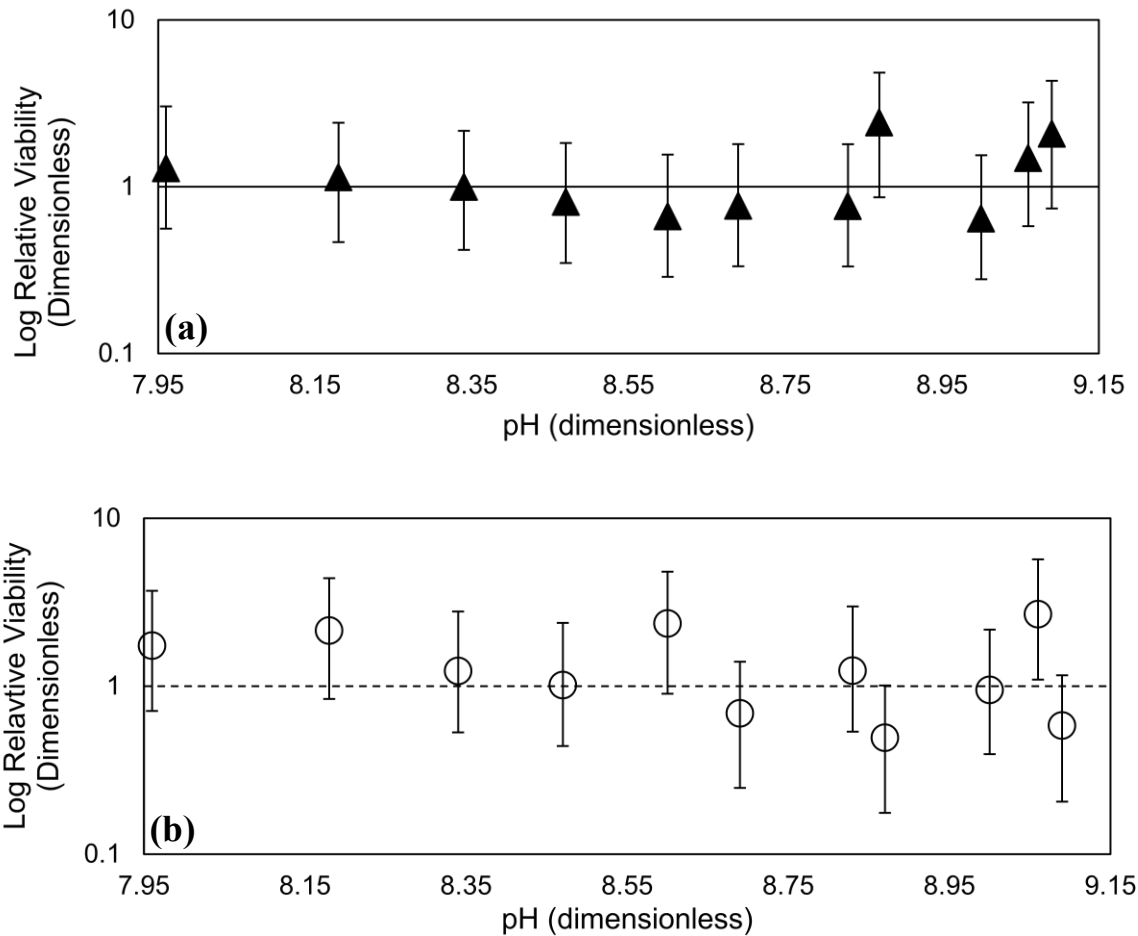 10
1
0.1
Log Relative Viability
(Dimensionless)
(a)
7.95 8.15 8.35 8.55 8.75 8.95 9.15
pH (dimensionless)
10
1
0.1
Log Relavtive Viability
(Dimensionless)
(b)
7.95 8.15 8.35 8.55 8.75 8.95 9.15
pH (dimensionless)